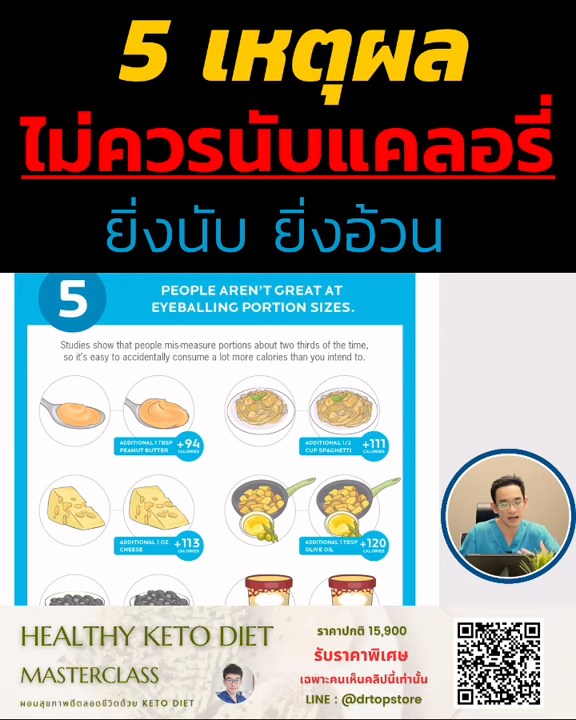 5 เหตุผล
ไม่ควรนับแคลอรี่
ยิ่งนับ ยิ่งอ้วน
5
PEOPLE AREN'T GREAT AT
EYEBALLING PORTION SIZES.
Studies show that people mis-measure portions about two thirds of the time,
so it's easy to accidentally consume a lot more calories than you intend to.
ADDITIONAL 1 TBSP
PEANUT BUTTER
+94
CALORIES
ADDITIONAL 1/2
CUP SPAGHETTI
+111
CALORIES
ADDITIONAL 1 OZ
CHEESE
+113
CALORIES
ADDITIONAL 1 TBSP
OLIVE OIL
+120
CALORIES
HEALTHY KETO DIET
MASTERCLASS
ผอมสุขภาพดีตลอดชีวิตด้วย KETO DIET
ราคาปกติ 15,900
รับราคาพิเศษ
เฉพาะคนเห็นคลิปนี้เท่านั้น
LINE : @drtopstore